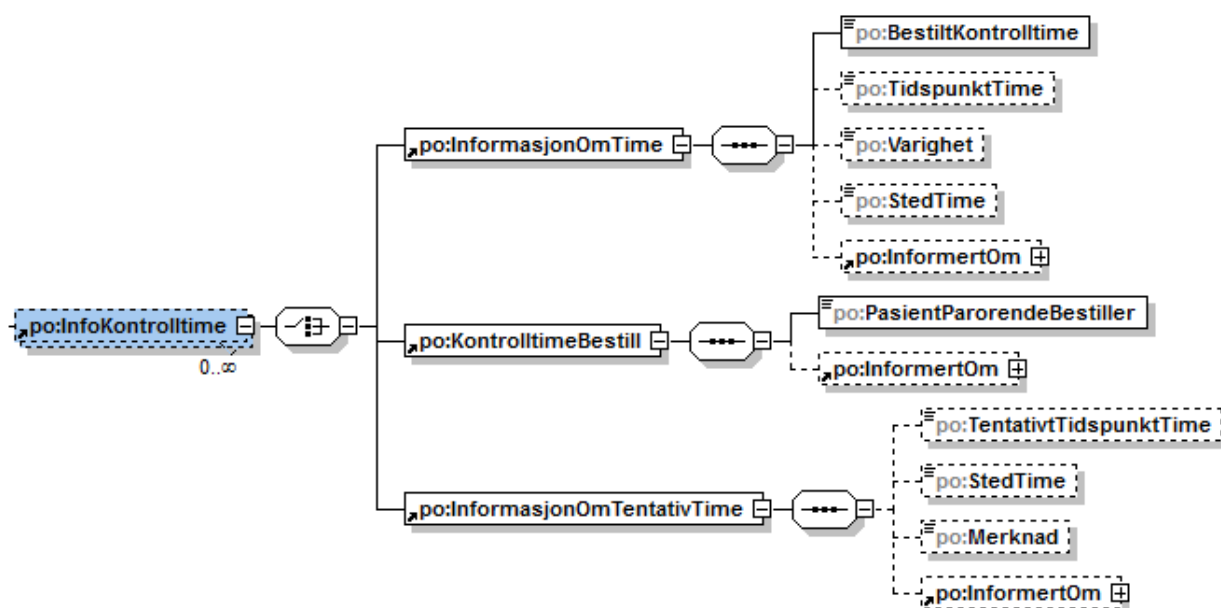 po:BestiltKontrolltime
po:TidspunktTime
po:InformasjonOmTime
po:Varighet
po:StedTime
po:InformertOm
po:InfoKontrolltime
0..∞
po:KontrolltimeBestill
po:PasientParorendeBestiller
po:InformertOm
po:InformasjonOmTentativTime
po:TentativtTidspunktTime
po:StedTime
po:Merknad
po:InformertOm